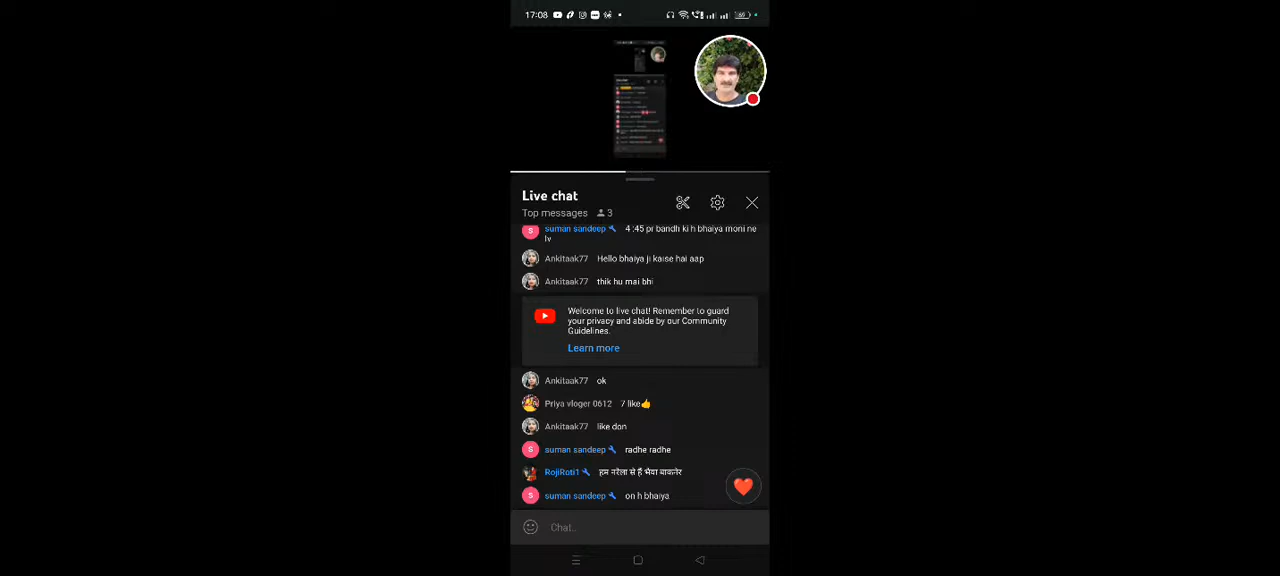 17:08
Live chat
Top messages 3
suman sandeep 4 :45 pr bandh ki h bhaiya moni ne
lv
Ankitaak77 Hello bhaiya ji kaise hai aap
Ankitaak77 thik hu mai bhi
Welcome to live chat! Remember to guard
your privacy and abide by our Community
Guidelines.
Learn more
Ankitaak77 ok
Priya vloger 0612 7 like👍
Ankitaak77 like don
S suman sandeep radhe radhe
RojiRoti1 हम नरेला से हैं भैया बाकनेर
S suman sandeep on h bhaiya
Chat..